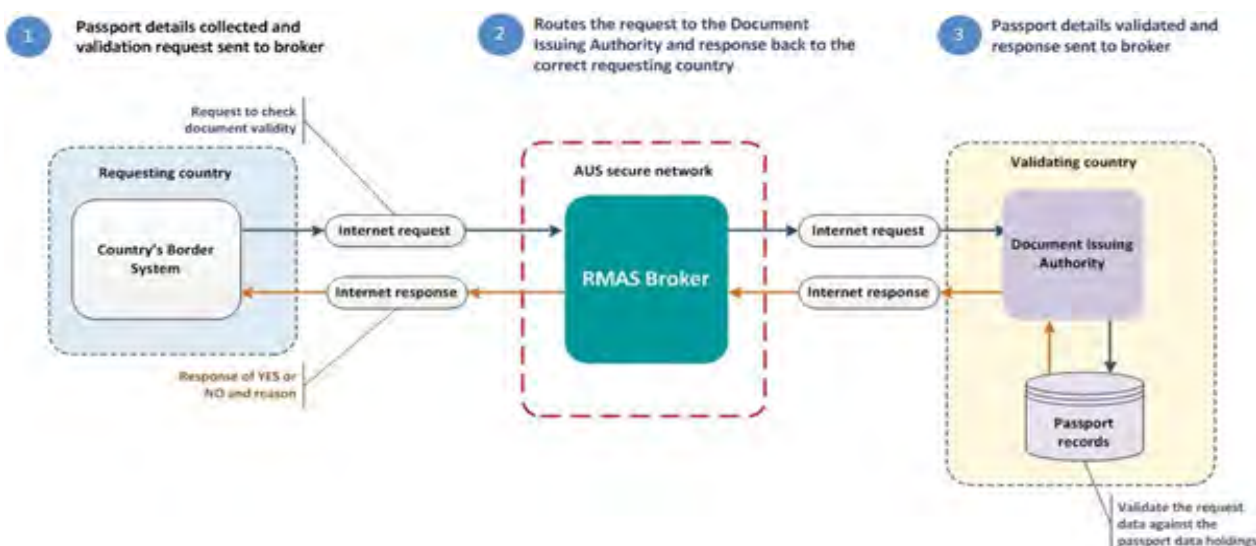 1
Passport details collected and
validation request sent to broker
2
Routes the request to the Document
Issuing Authority and response back to the
correct requesting country
3
Passport details validated and
response sent to broker
Request to check
document validity
Requesting country
Country's Border
System
Internet request
Internet response
Response of YES or
NO and reason
AUS secure network
RMAS Broker
Internet request
Internet response
Validating country
Document Issuing
Authority
Passport
records
Validate the request
data against the
passport data holdings